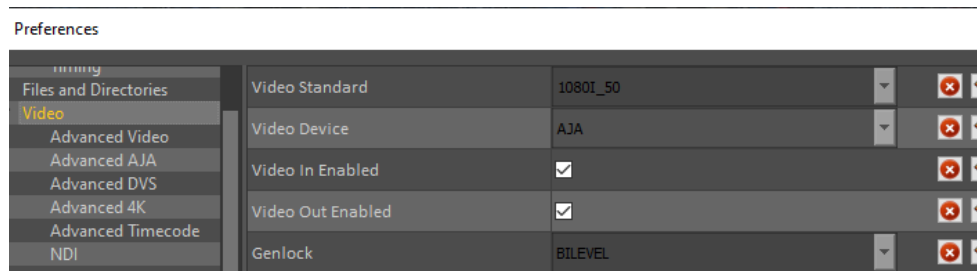 Preferences
Timing
Files and Directories
Video
Advanced Video
Advanced AJA
Advanced DVS
Advanced 4K
Advanced Timecode
NDI
Video Standard 1080I_50
Video Device AJA
Video In Enabled
Video Out Enabled
Genlock BILEVEL